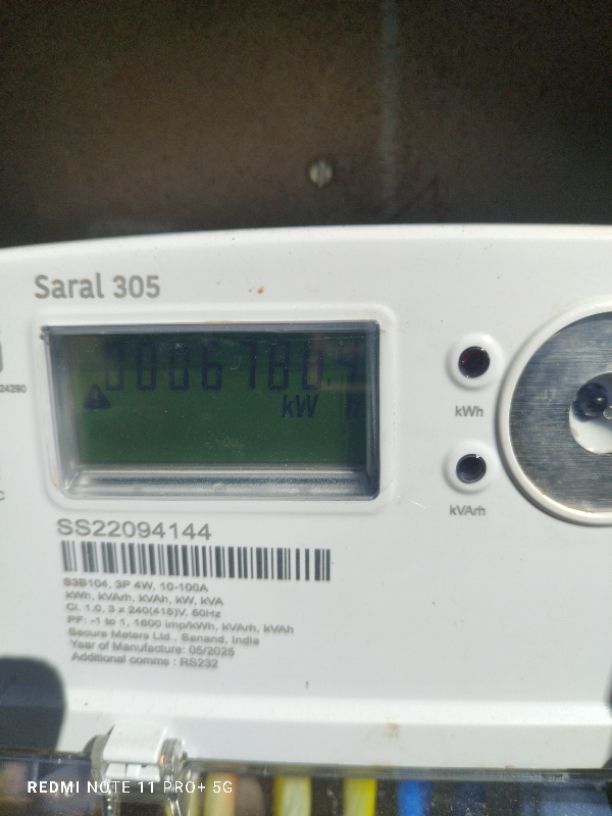 Saral 305
24290
kW h
kWh
kVArh
C
SS22094144
S3B104, 3P 4W, 10-100A
kWh, kVArh, kVAh, kW, kVA
Cl. 1.0, 3 x 240(415)V, 50Hz
PF: -1 to 1, 1600 imp/kWh, kVArh, kVAh
Secure Meters Ltd., Sanand, India
Year of Manufacture: 05/2025
Additional comms : RS232
REDMI NOTE 11 PRO+ 5G